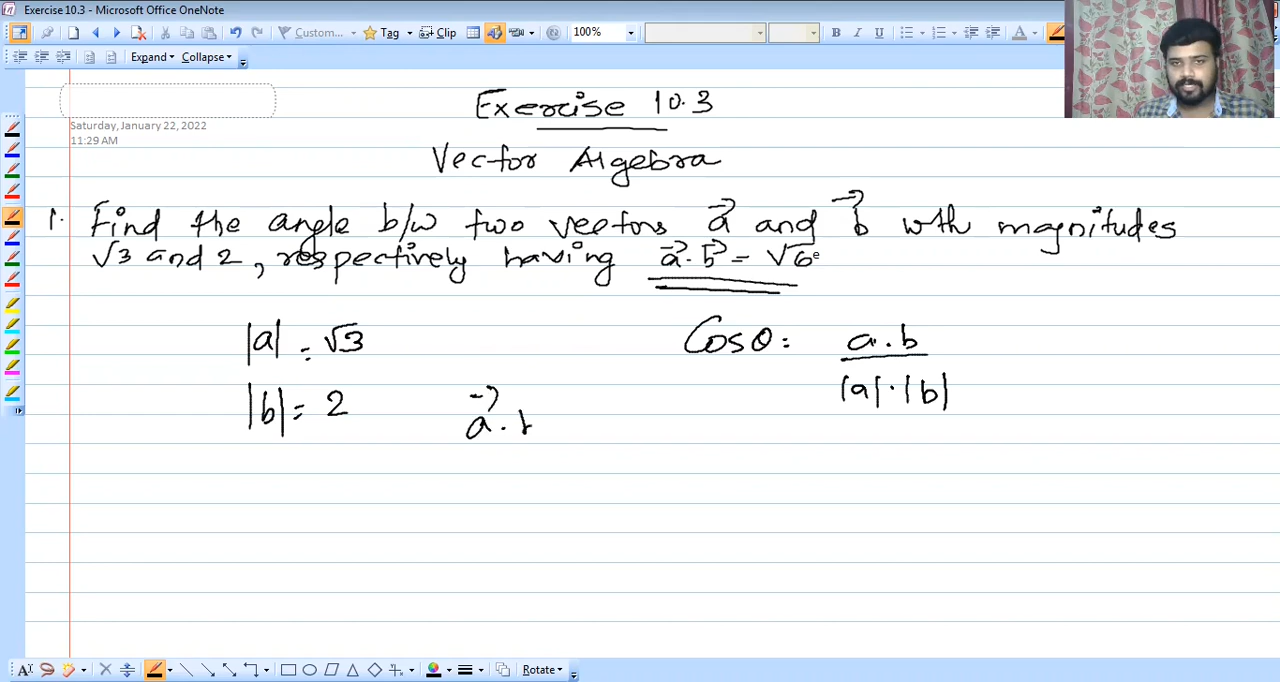 Exercise 10.3 - Microsoft Office OneNote
Custom... Tag Clip 100% B I U A
Expand Collapse
Exercise 10.3
Saturday, January 22, 2022
11:29 AM
Vector Algebra
1. Find the angle b/w two vectors a⃗ and b⃗ wth magnitudes
√3 and 2, respectively having a⃗. b⃗ = √6
|a| = √3
Cosθ = a.b / |a|.|b|
|b| = 2
a⃗.
Rotate